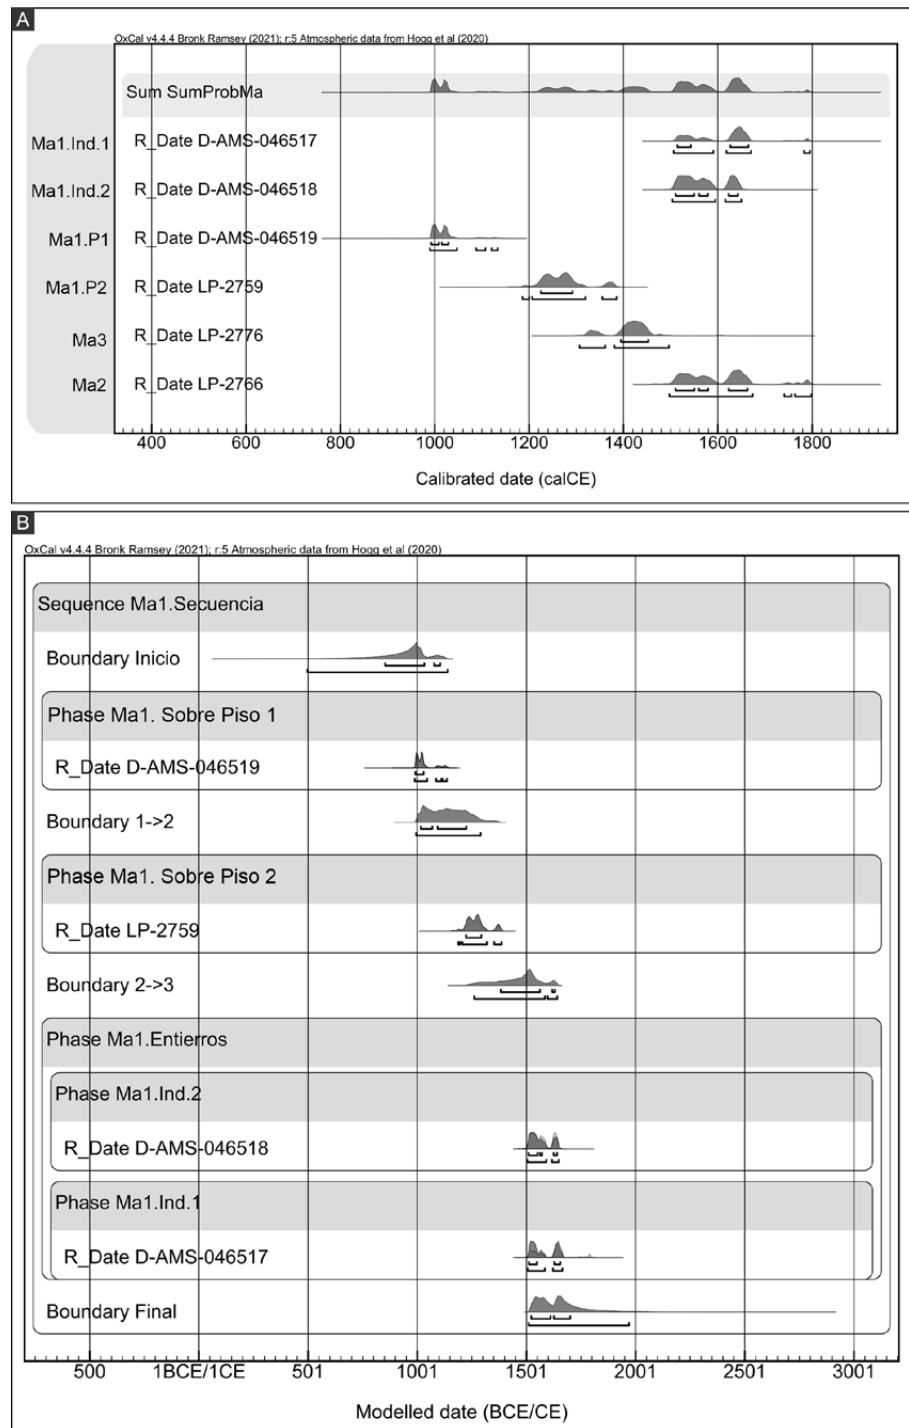 A
OxCal v4.4.4 Bronk Ramsey (2021); r:5 Atmospheric data from Hogg et al (2020)
Sum SumProbMa
Ma1.Ind.1 R_Date D-AMS-046517
Ma1.Ind.2 R_Date D-AMS-046518
Ma1.P1 R_Date D-AMS-046519
Ma1.P2 R_Date LP-2759
Ma3 R_Date LP-2776
Ma2 R_Date LP-2766
400 600 800 1000 1200 1400 1600 1800
Calibrated date (calCE)
B
OxCal v4.4.4 Bronk Ramsey (2021); r:5 Atmospheric data from Hogg et al (2020)
Sequence Ma1.Secuencia
Boundary Inicio
Phase Ma1. Sobre Piso 1
R_Date D-AMS-046519
Boundary 1->2
Phase Ma1. Sobre Piso 2
R_Date LP-2759
Boundary 2->3
Phase Ma1.Entierros
Phase Ma1.Ind.2
R_Date D-AMS-046518
Phase Ma1.Ind.1
R_Date D-AMS-046517
Boundary Final
500 1BCE/1CE 501 1001 1501 2001 2501 3001
Modelled date (BCE/CE)